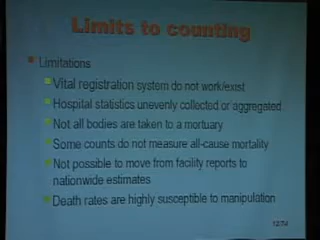 Limits to counting
Limitations
Vital registration system do not work/exist
Hospital statistics unevenly collected or aggregated
Not all bodies are taken to a mortuary
Some counts do not measure all-cause mortality
Not possible to move from facility reports to
nationwide estimates
Death rates are highly susceptible to manipulation